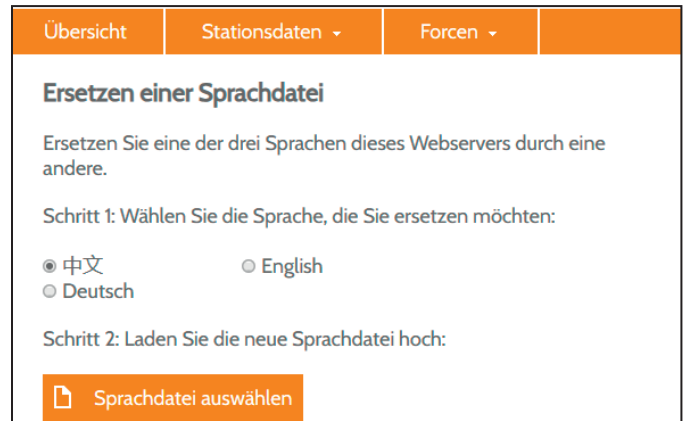 Übersicht Stationsdaten Forcen
Ersetzen einer Sprachdatei
Ersetzen Sie eine der drei Sprachen dieses Webservers durch eine
andere.
Schritt 1: Wählen Sie die Sprache, die Sie ersetzen möchten:
中文 English
Deutsch
Schritt 2: Laden Sie die neue Sprachdatei hoch:
Sprachdatei auswählen